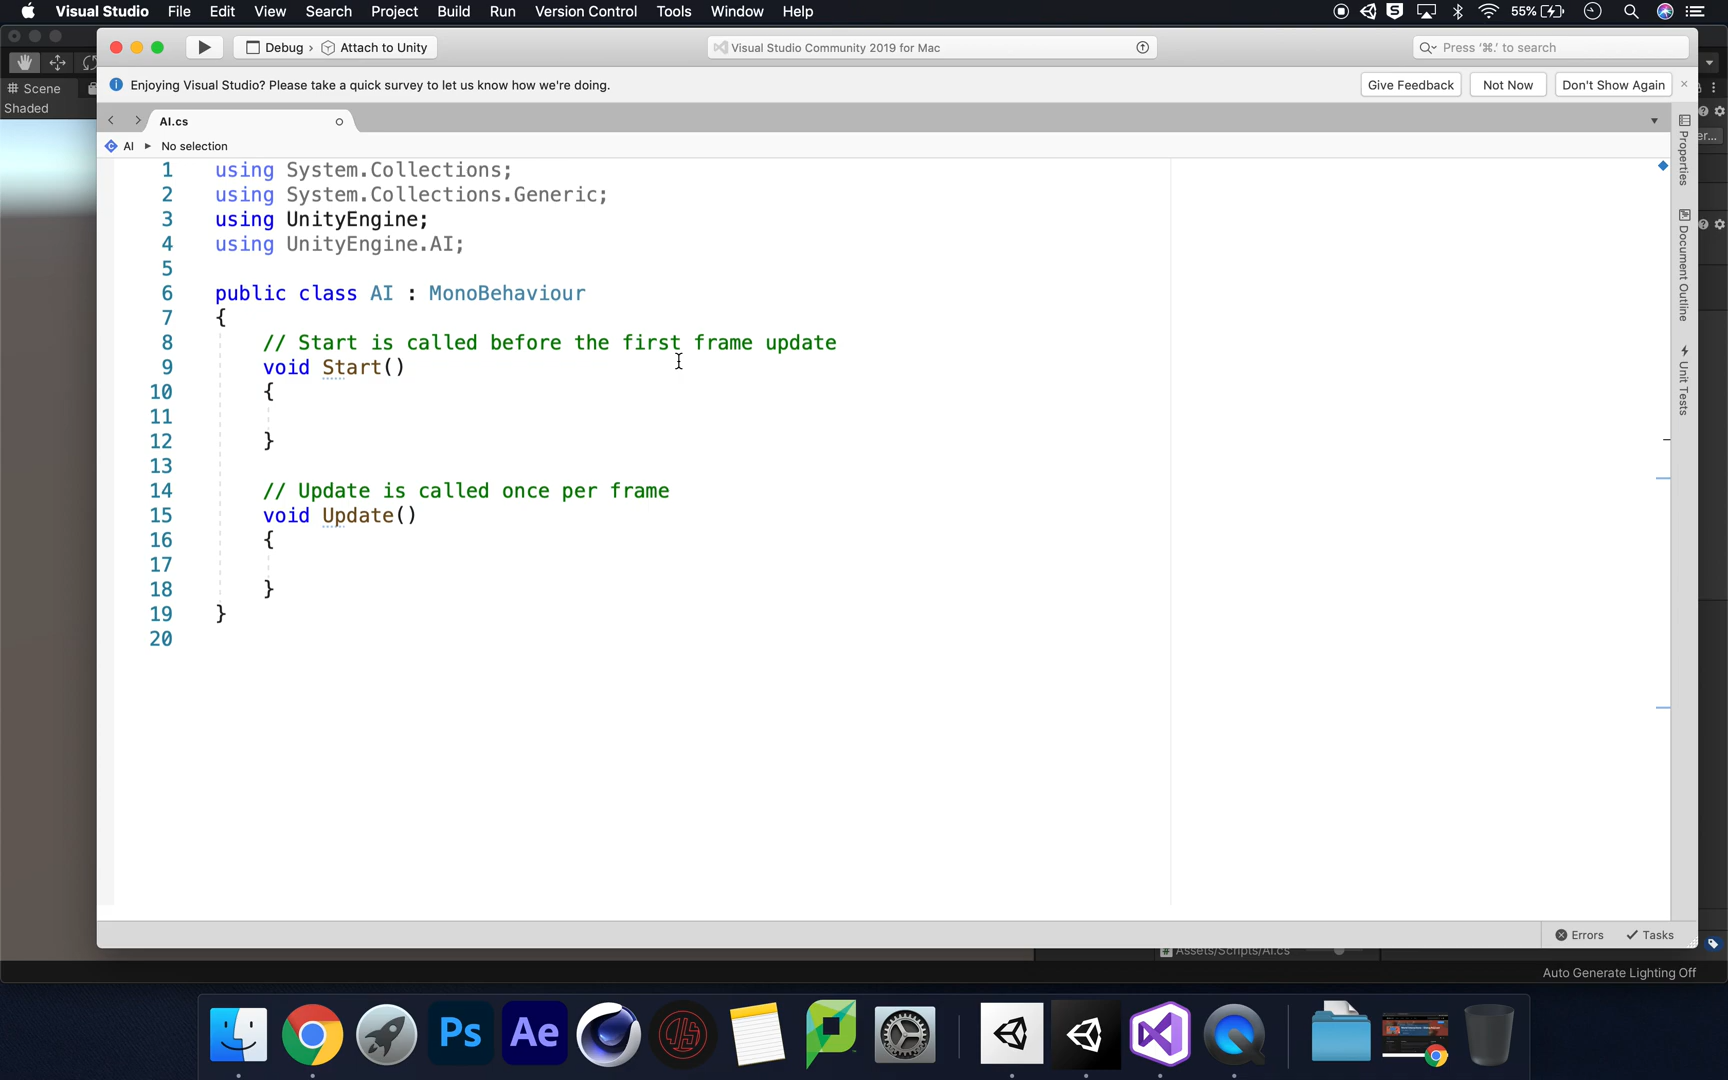 Visual Studio File Edit View Search Project Build Run Version Control Tools Window Help 55%
Debug › Attach to Unity Visual Studio Community 2019 for Mac Press '⌘.' to search
Scene
Shaded
Enjoying Visual Studio? Please take a quick survey to let us know how we're doing. Give Feedback Not Now Don't Show Again
AI.cs
AI ▸ No selection
1 using System.Collections;
2 using System.Collections.Generic;
3 using UnityEngine;
4 using UnityEngine.AI;
5
6 public class AI : MonoBehaviour
7 {
8 // Start is called before the first frame update
9 void Start()
10 {
11
12 }
13
14 // Update is called once per frame
15 void Update()
16 {
17
18 }
19 }
20
Properties
Document Outline
Unit Tests
er...
Errors Tasks
Assets/Scripts/AI.cs
Auto Generate Lighting Off
Ps Ae